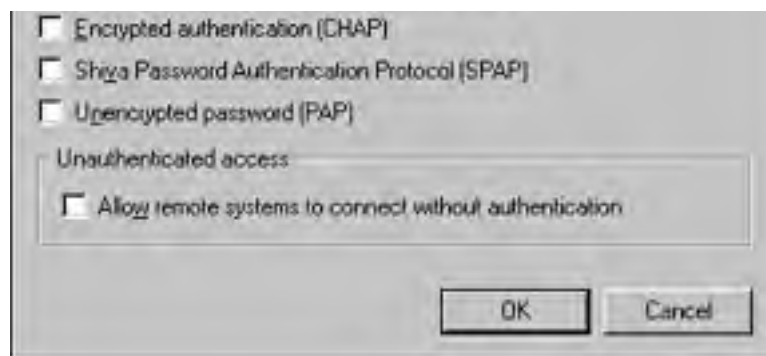 Encrypted authentication (CHAP)
Shiva Password Authentication Protocol (SPAP)
Unencrypted password (PAP)
Unauthenticated access
Allow remote systems to connect without authentication
OK Cancel